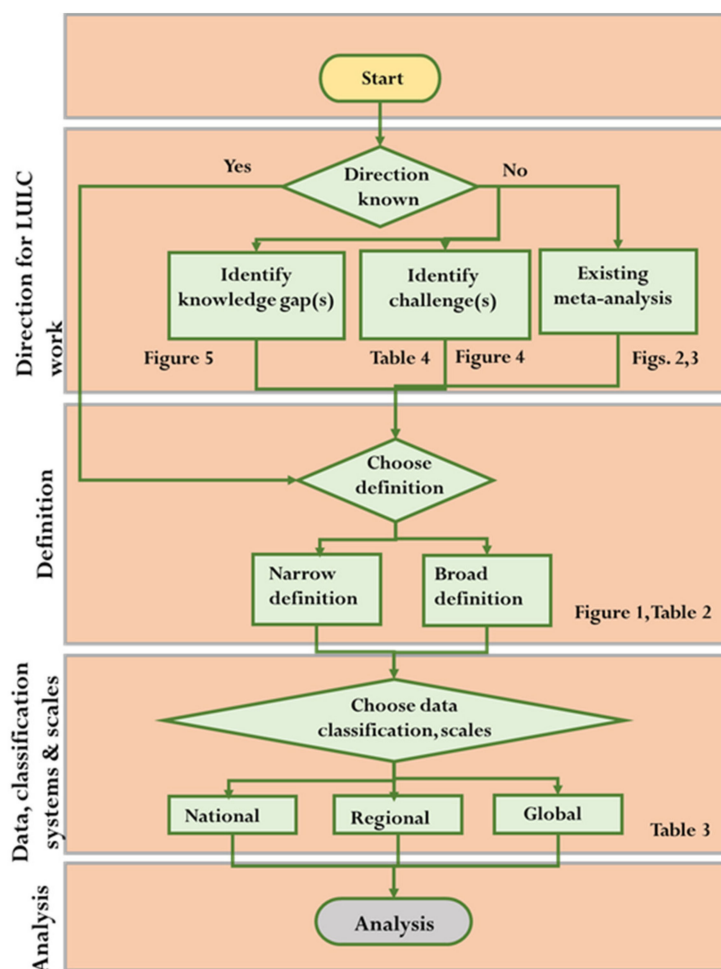 Start
Direction for LULC
work
Yes
Direction
known
No
Identify
knowledge gap(s)
Identify
challenge(s)
Existing
meta-analysis
Figure 5
Table 4
Figure 4
Figs. 2,3
Definition
Choose
definition
Narrow
definition
Broad
definition
Figure 1, Table 2
Data, classification
systems & scales
Choose data
classification, scales
National
Regional
Global
Table 3
Analysis
Analysis